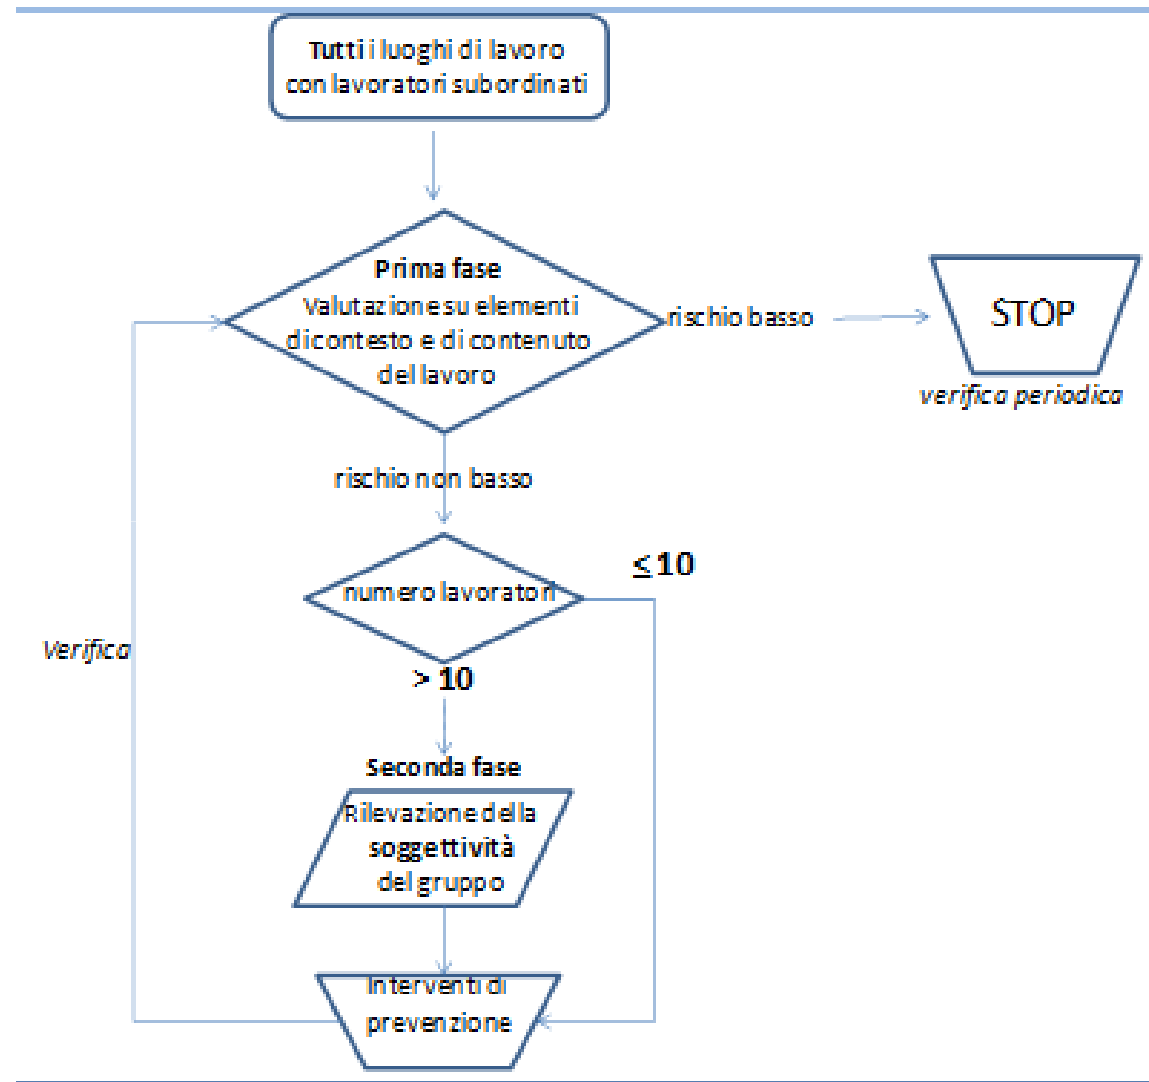 Tutti i luoghi di lavoro
con lavoratori subordinati
Prima fase
Valutazione su elementi
di contesto e di contenuto
del lavoro
rischio basso
STOP
verifica periodica
rischio non basso
numero lavoratori
≤ 10
> 10
Verifica
Seconda fase
Rilevazione della
soggettività
del gruppo
Interventi di
prevenzione